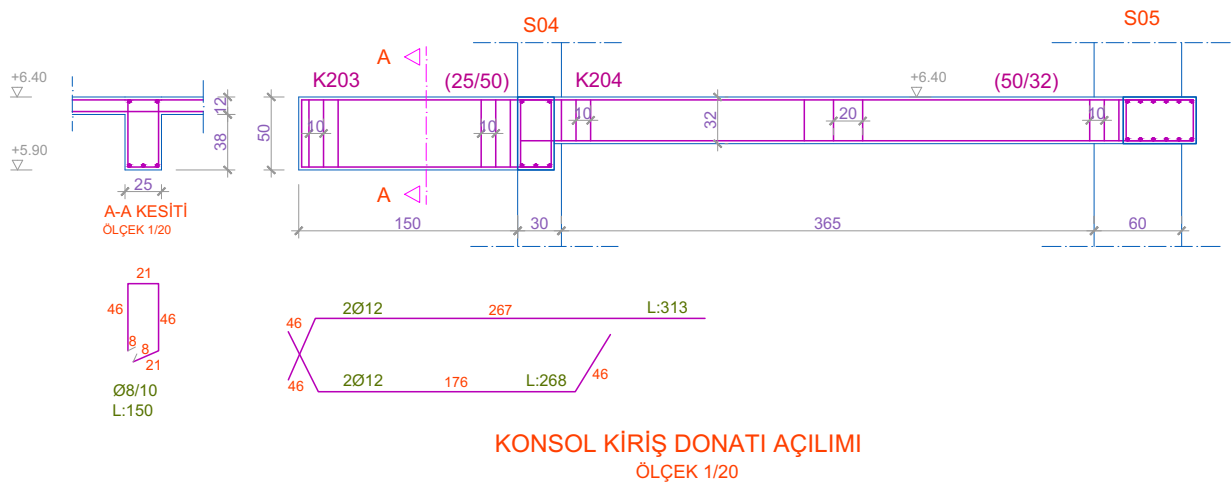 S04
S05
A
+6.40
K203
(25/50)
K204
+6.40
(50/32)
12
38
50
10
10
10
32
20
10
+5.90
25
A
A-A KESİTİ
ÖLÇEK 1/20
150
30
365
60
21
46
46
8
8
21
Ø8/10
L:150
2Ø12
267
L:313
46
46
2Ø12
176
L:268
46
KONSOL KİRİŞ DONATI AÇILIMI
ÖLÇEK 1/20